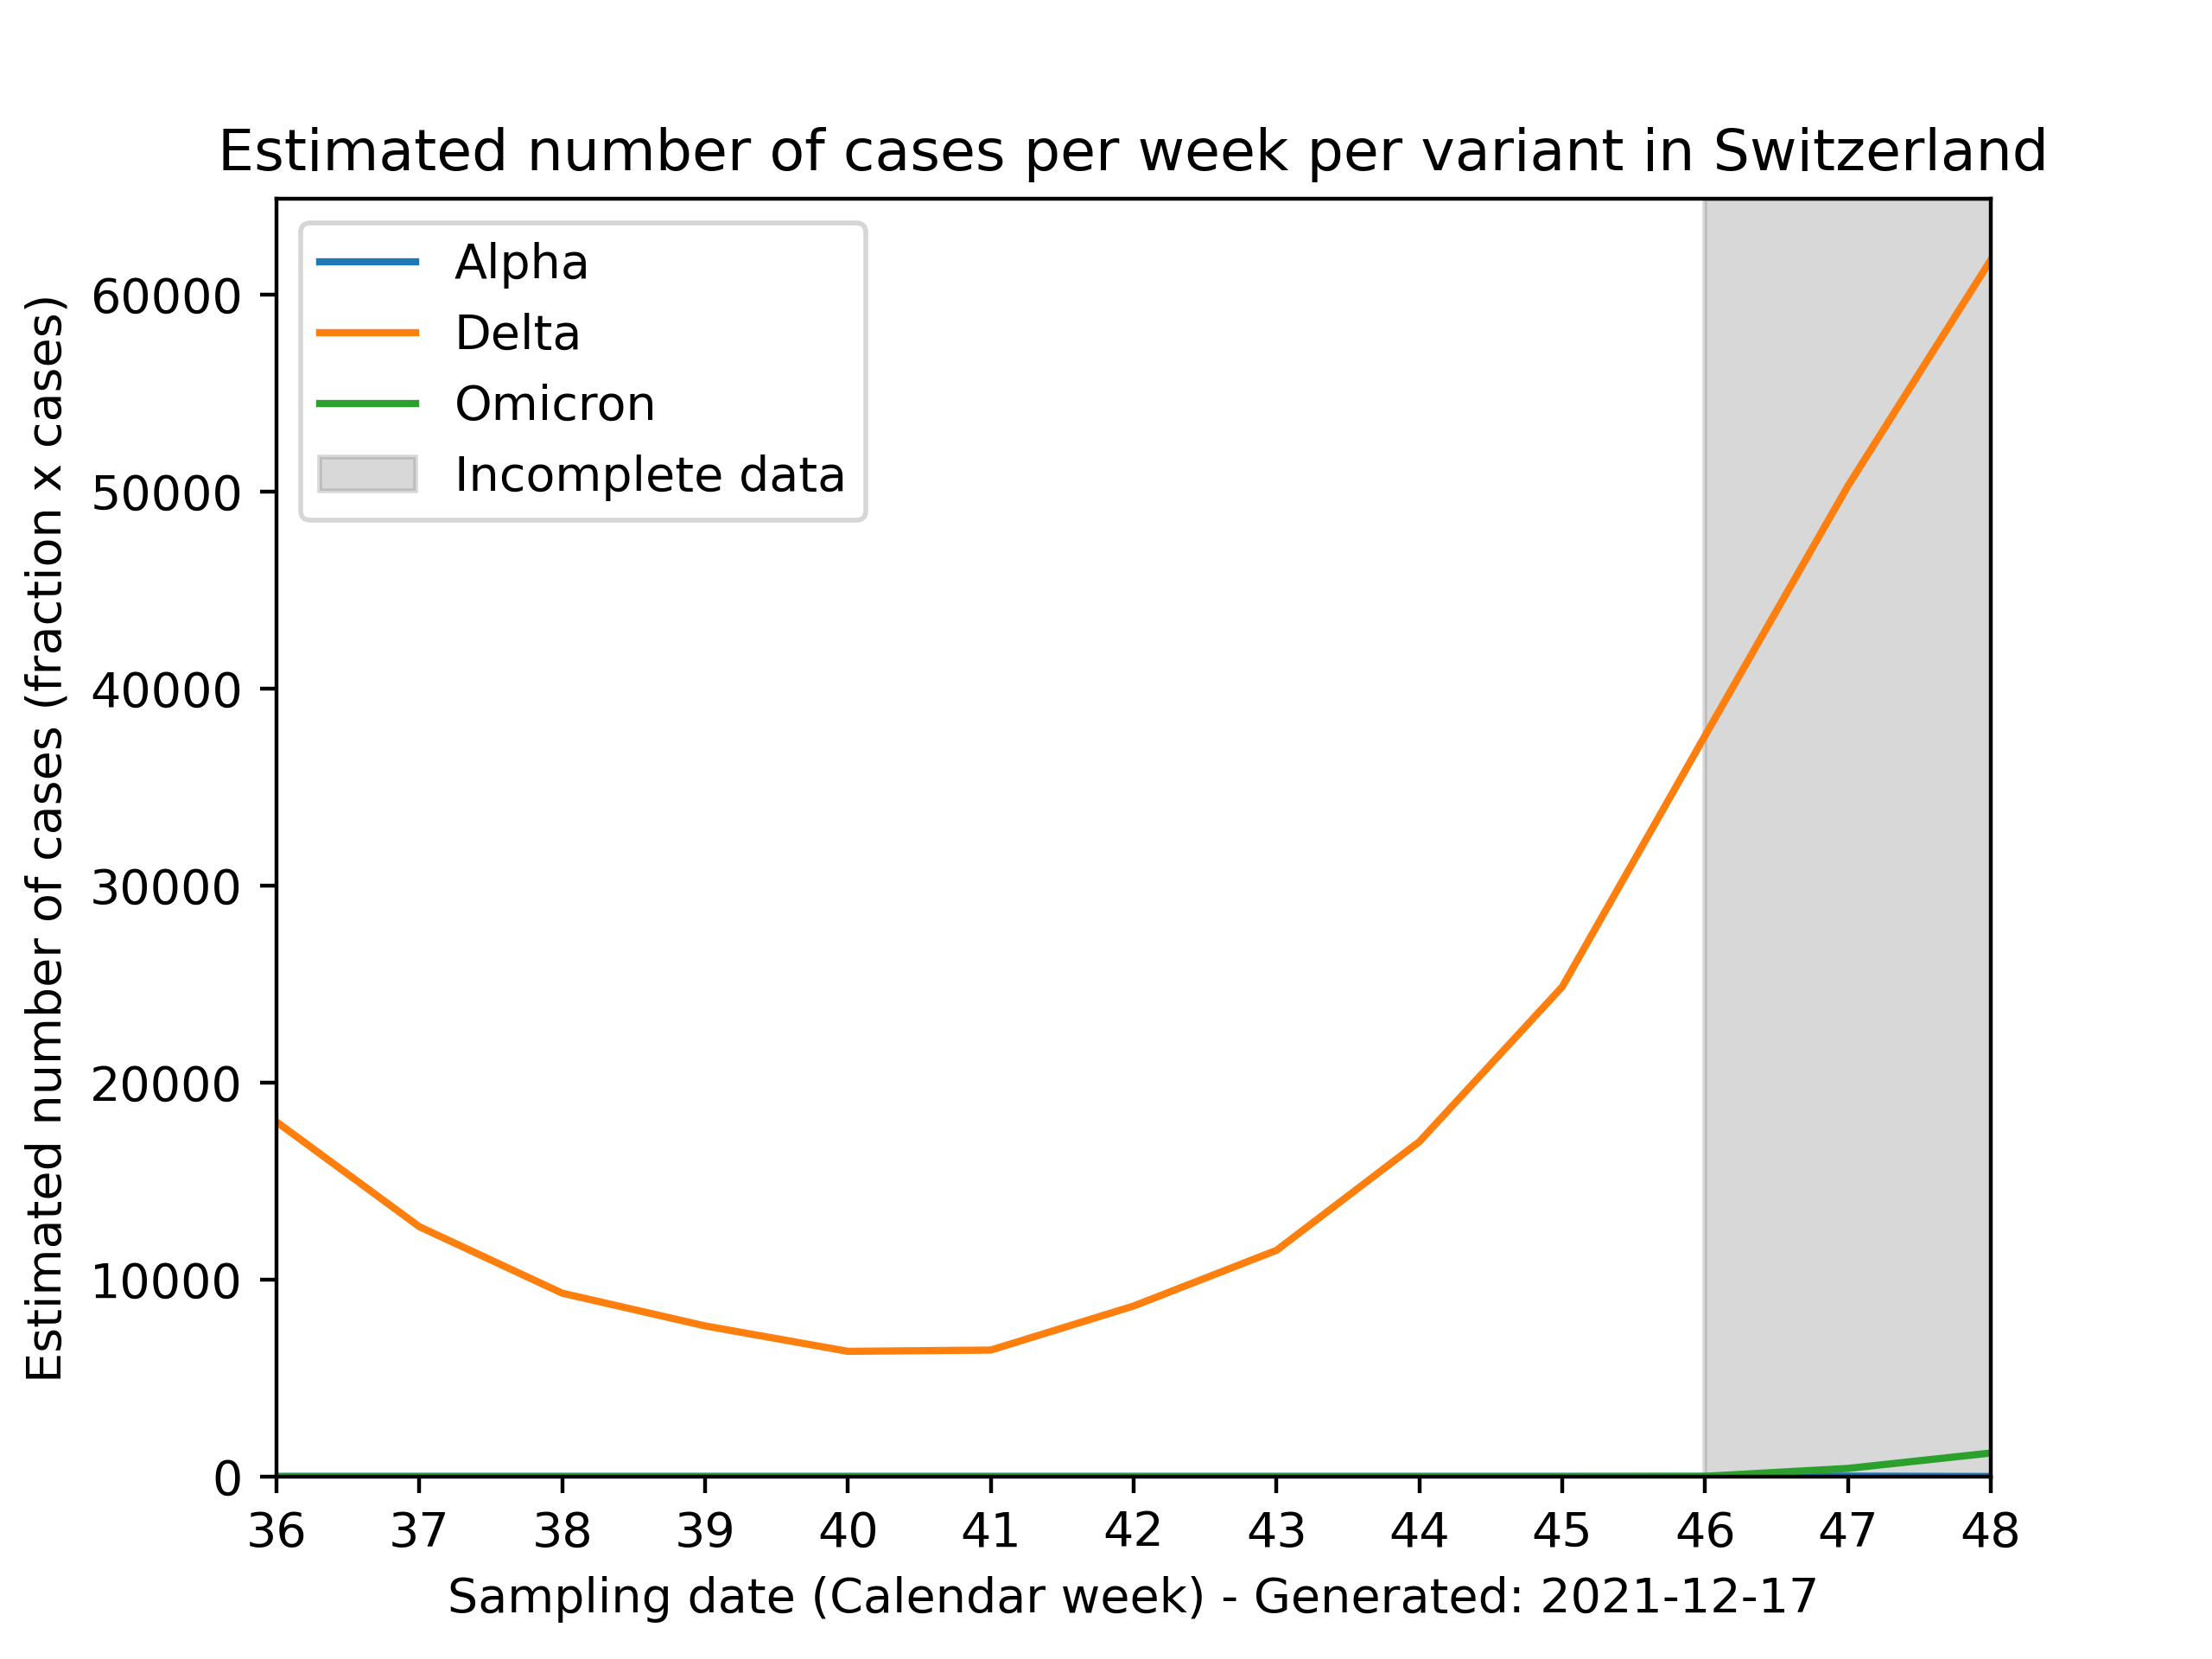 Estimated number of cases per week per variant in Switzerland
Alpha
Delta
Omicron
Incomplete data
Estimated number of cases (fraction x cases)
60000
50000
40000
30000
20000
10000
0
36 37 38 39 40 41 42 43 44 45 46 47 48
Sampling date (Calendar week) - Generated: 2021-12-17